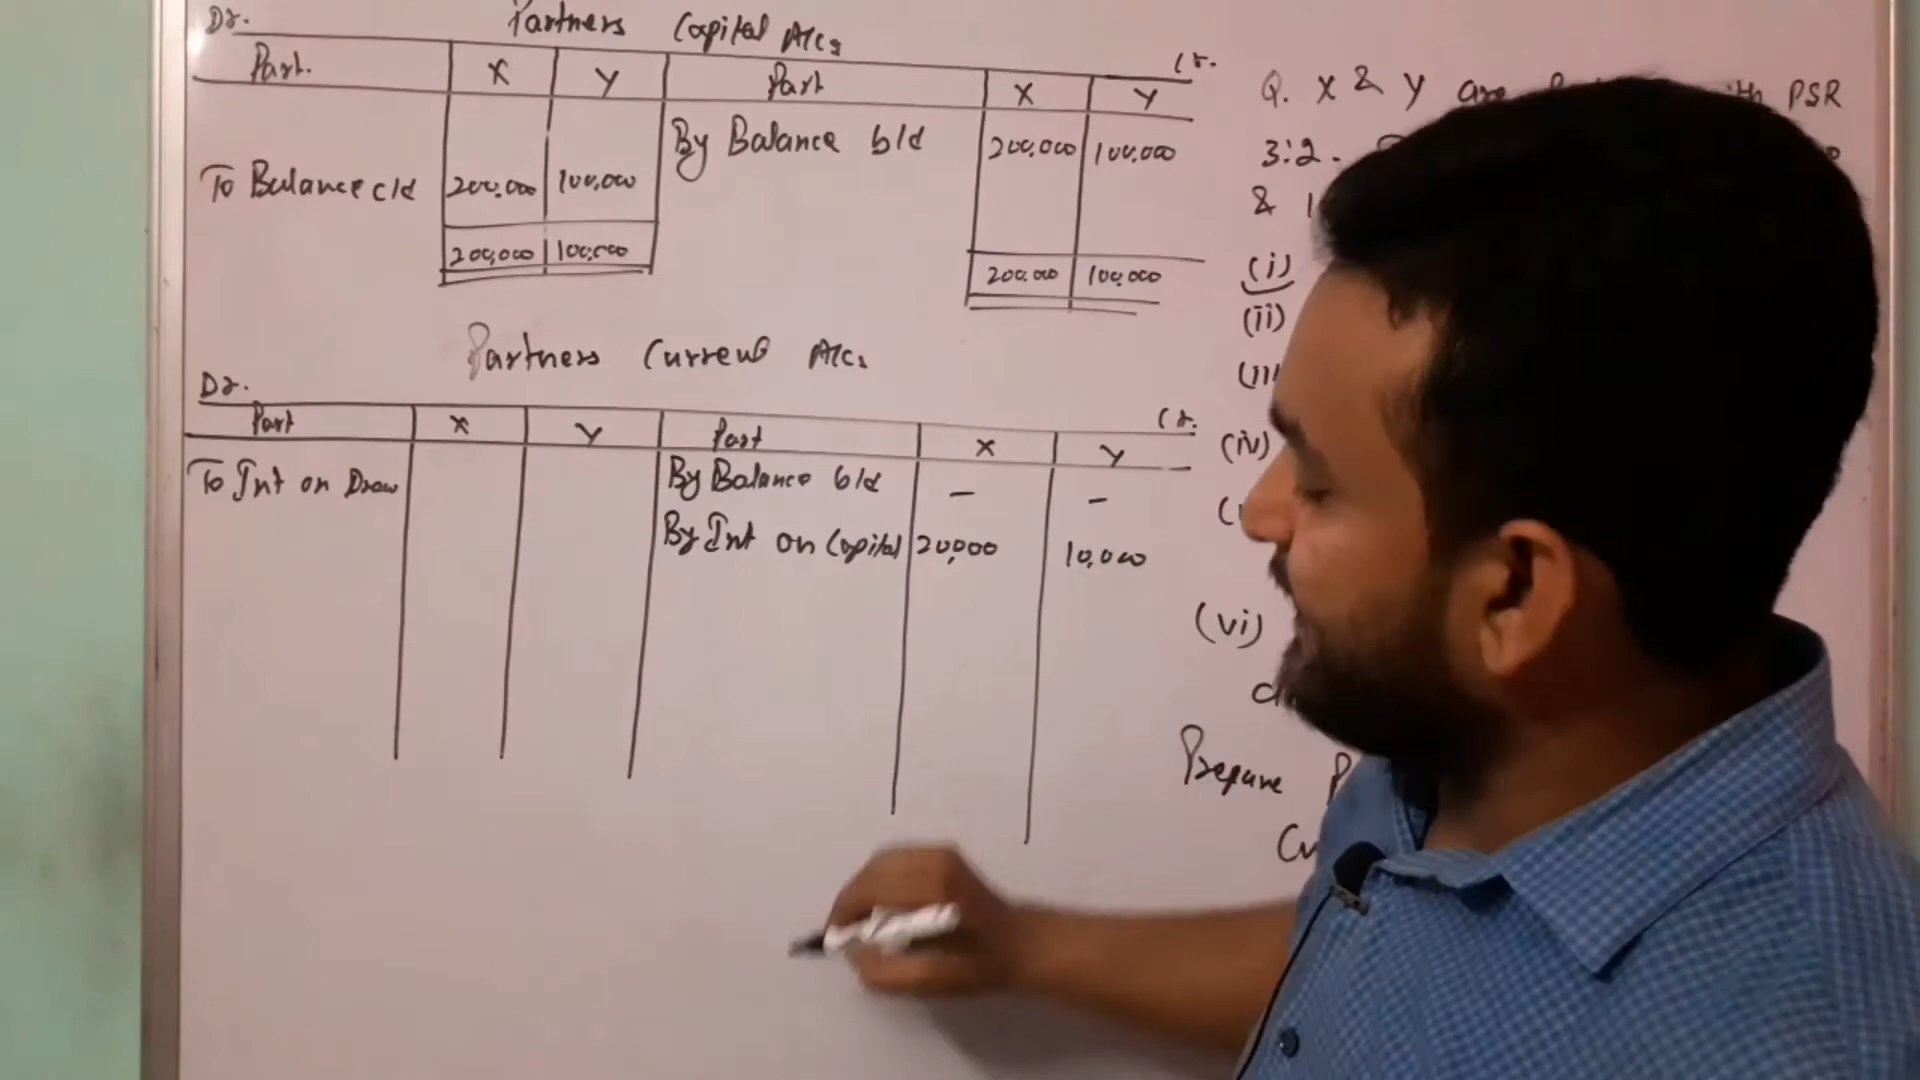 Dr. Partners Capital A/Cs Cr.
Part. X Y Part X Y
By Balance b/d 200,000 100,000
To Balance c/d 200,000 100,000
200,000 100,000 200,000 100,000
Partners Current A/Cs
Dr. Cr.
Part X Y Part X Y
To Int on Draw By Balance b/d - -
By Int on Capital 20,000 10,000
Q. X & Y are PSR
3:2.
& 1
(i)
(ii)
(iv)
(vi)
Prepare P
Cu